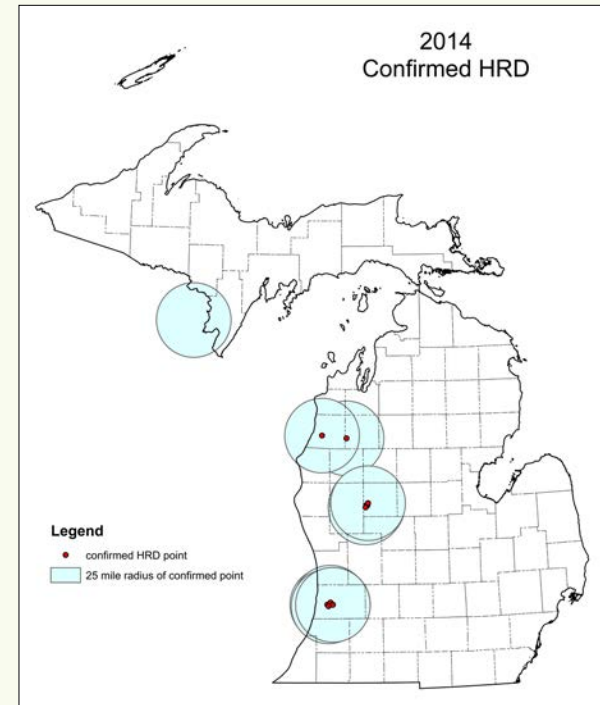 2014
Confirmed HRD
Legend
confirmed HRD point
25 mile radius of confirmed point